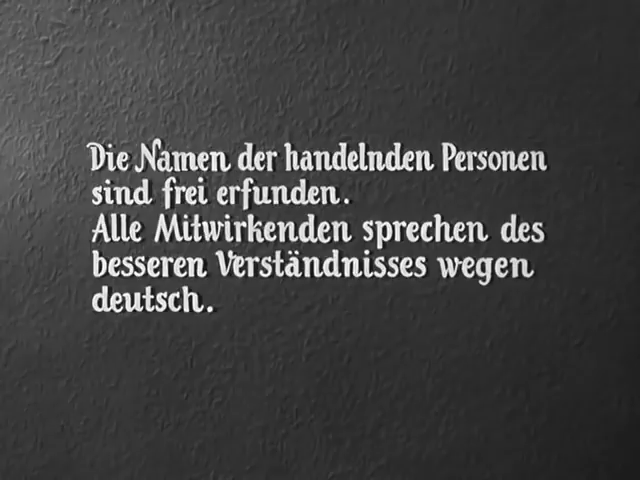 Die Namen der handelnden Personen
sind frei erfunden.
Alle Mitwirkenden sprechen des
besseren Verständnisses wegen
deutsch.